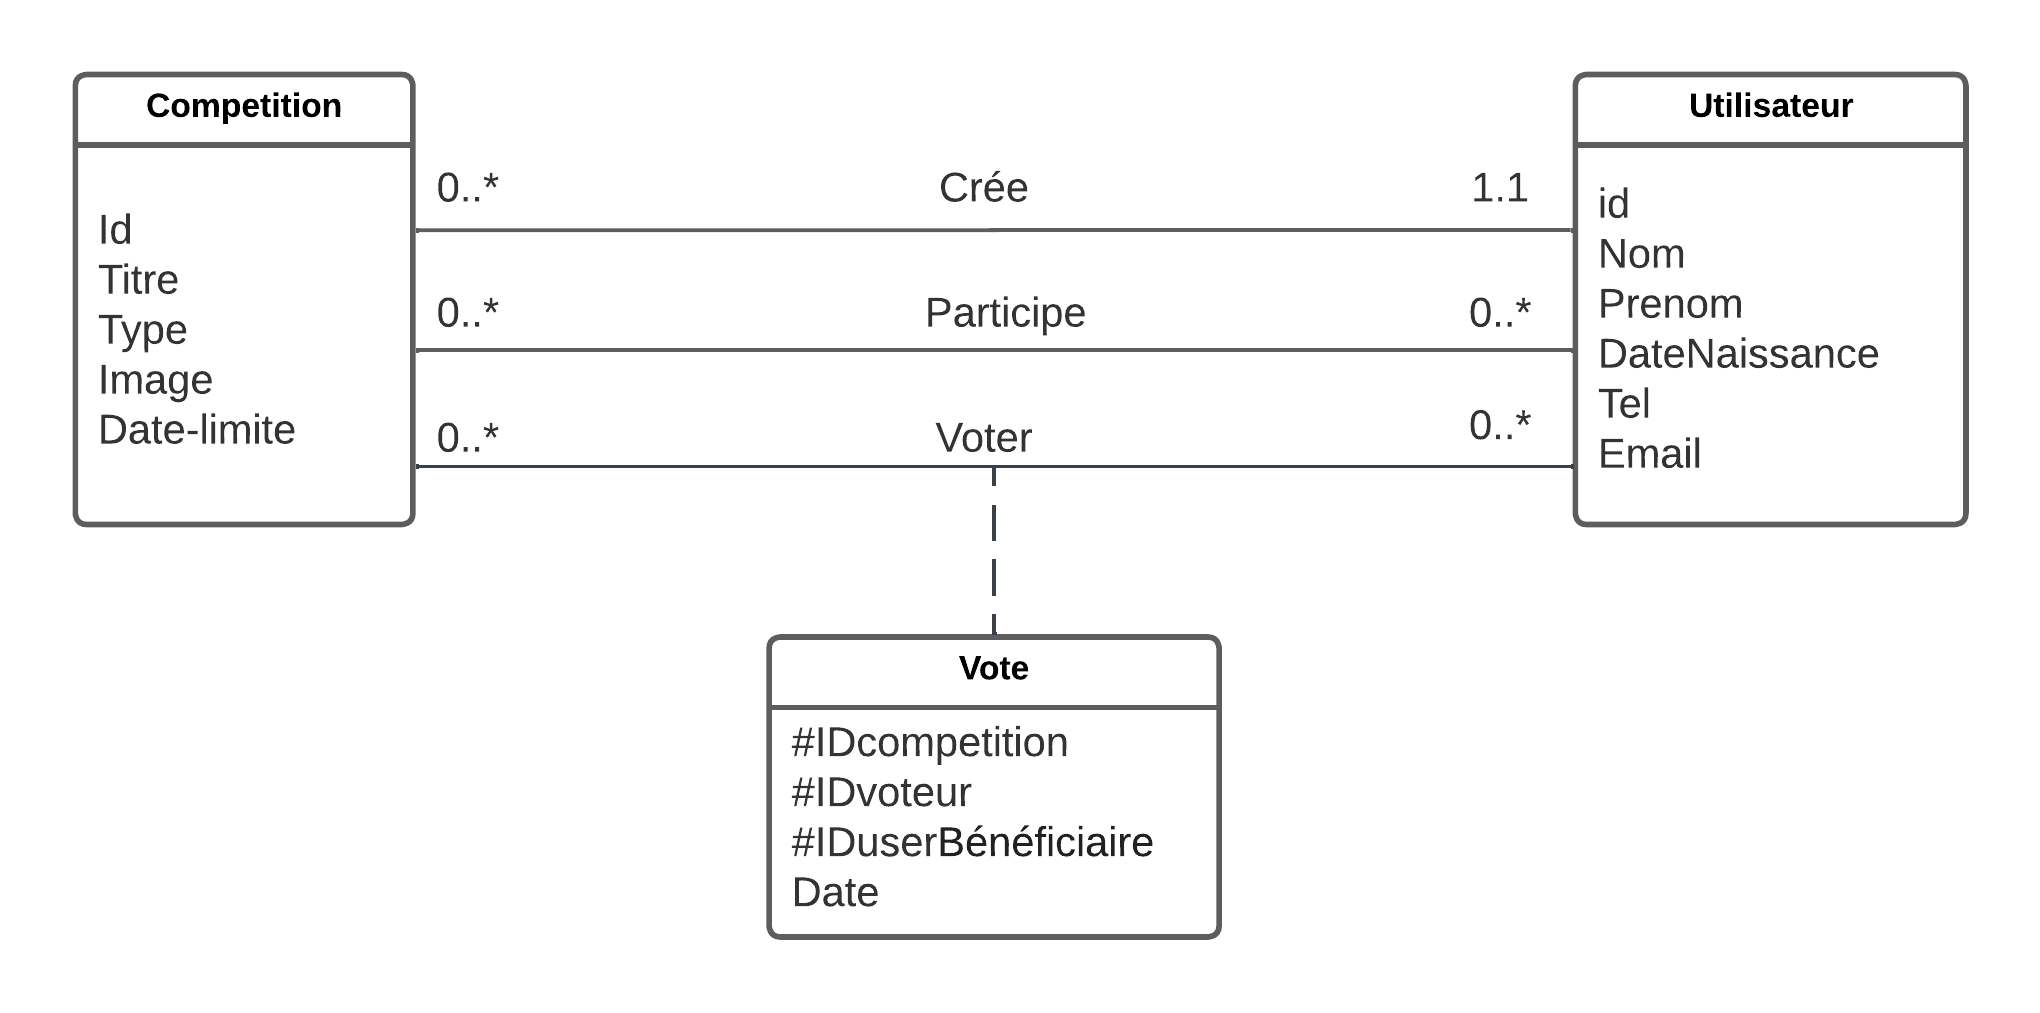 Competition
Id
Titre
Type
Image
Date-limite
0..*
Crée
1.1
0..*
Participe
0..*
0..*
Voter
0..*
Utilisateur
id
Nom
Prenom
DateNaissance
Tel
Email
Vote
#IDcompetition
#IDvoteur
#IDuserBénéficiaire
Date